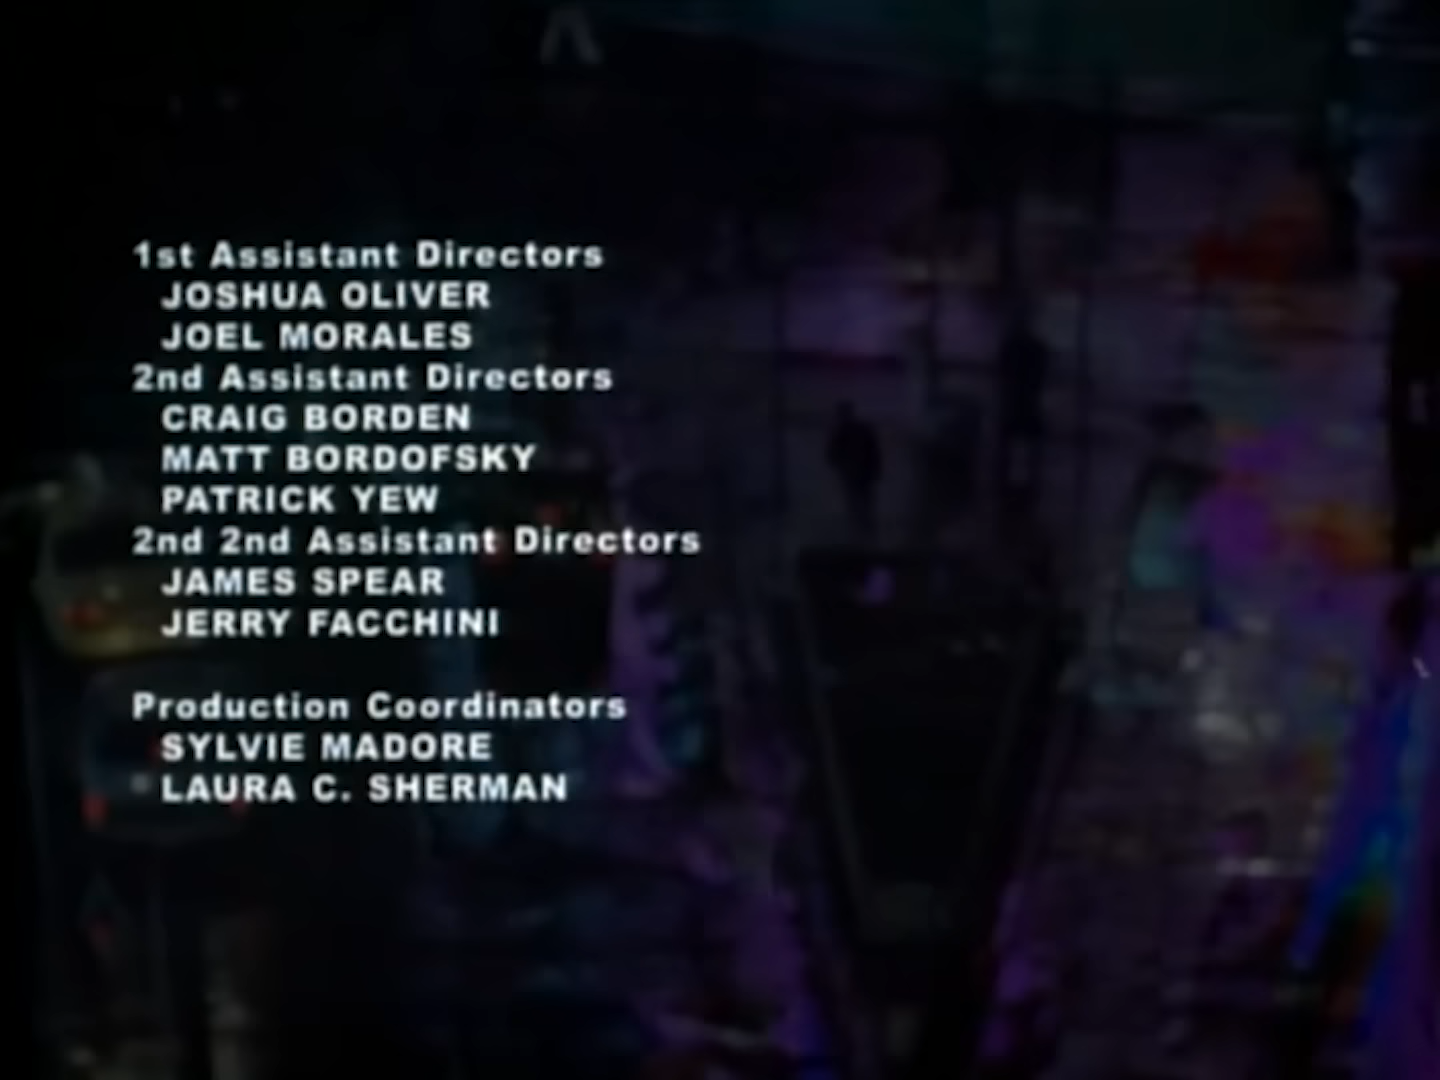 1st Assistant Directors
JOSHUA OLIVER
JOEL MORALES
2nd Assistant Directors
CRAIG BORDEN
MATT BORDOFSKY
PATRICK YEW
2nd 2nd Assistant Directors
JAMES SPEAR
JERRY FACCHINI
Production Coordinators
SYLVIE MADORE
LAURA C. SHERMAN